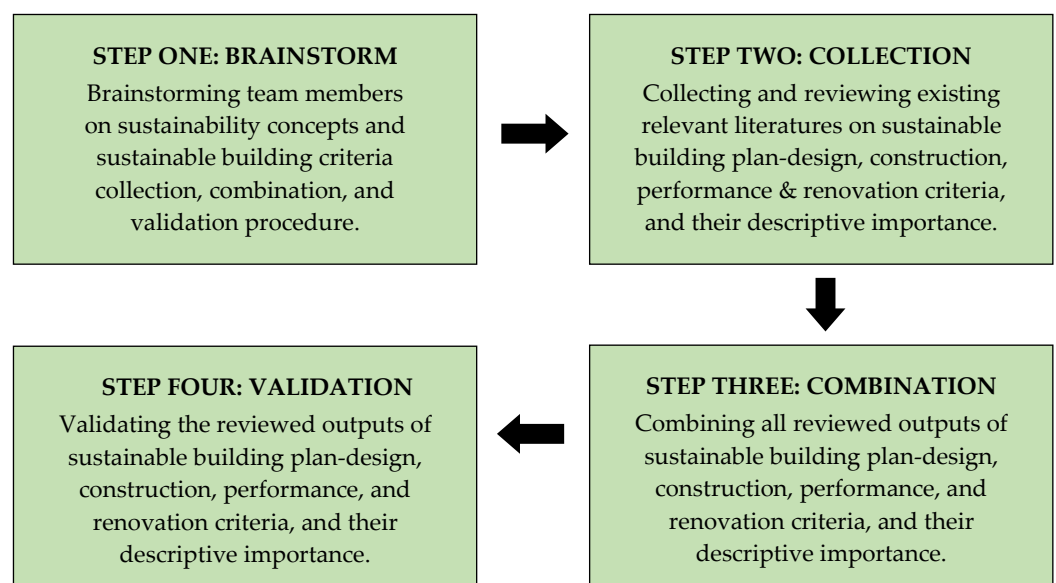 STEP ONE: BRAINSTORM
Brainstorming team members
on sustainability concepts and
sustainable building criteria
collection, combination, and
validation procedure.
STEP TWO: COLLECTION
Collecting and reviewing existing
relevant literatures on sustainable
building plan-design, construction,
performance & renovation criteria,
and their descriptive importance.
STEP THREE: COMBINATION
Combining all reviewed outputs of
sustainable building plan-design,
construction, performance, and
renovation criteria, and their
descriptive importance.
STEP FOUR: VALIDATION
Validating the reviewed outputs of
sustainable building plan-design,
construction, performance, and
renovation criteria, and their
descriptive importance.